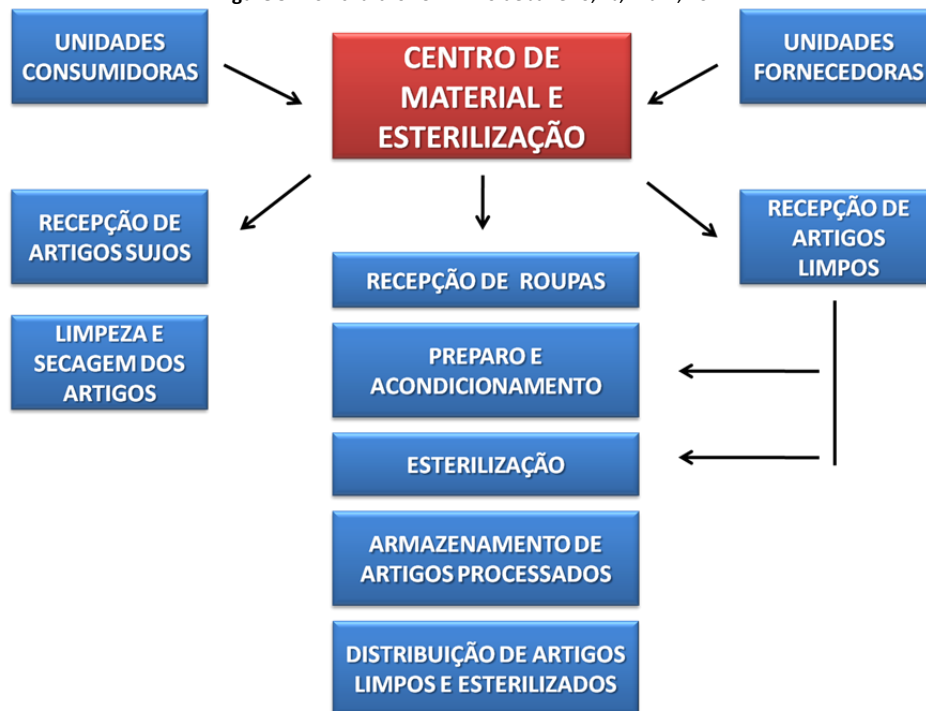 UNIDADES
CONSUMIDORAS
CENTRO DE
MATERIAL E
ESTERILIZAÇÃO
UNIDADES
FORNECEDORAS
RECEPÇÃO DE
ARTIGOS SUJOS
RECEPÇÃO DE
ARTIGOS
LIMPOS
RECEPÇÃO DE ROUPAS
LIMPEZA E
SECAGEM DOS
ARTIGOS
PREPARO E
ACONDICIONAMENTO
ESTERILIZAÇÃO
ARMAZENAMENTO DE
ARTIGOS PROCESSADOS
DISTRIBUIÇÃO DE ARTIGOS
LIMPOS E ESTERILIZADOS